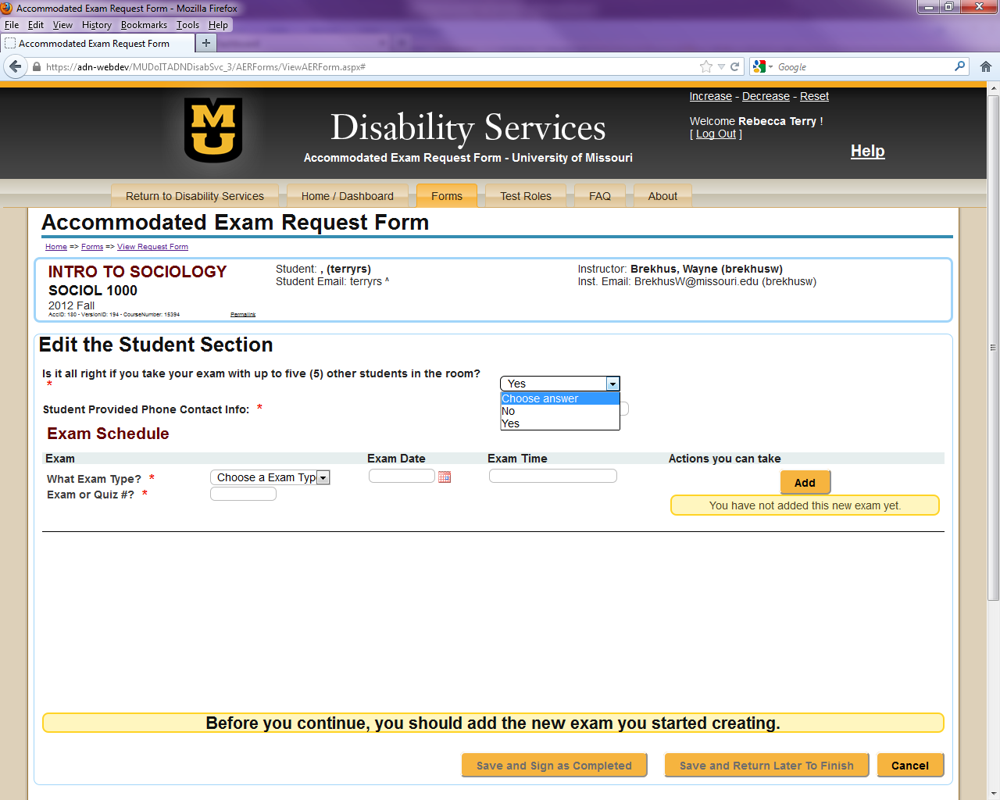 Accommodated Exam Request Form - Mozilla Firefox
File Edit View History Bookmarks Tools Help
Accommodated Exam Request Form
https://adn-webdev/MUDoITADNDisabSvc_3/AERForms/ViewAERForm.aspx#
Google
Increase - Decrease - Reset
MU
Disability Services
Accommodated Exam Request Form - University of Missouri
Welcome Rebecca Terry !
[ Log Out ]
Help
Return to Disability Services Home / Dashboard Forms Test Roles FAQ About
Accommodated Exam Request Form
Home => Forms => View Request Form
INTRO TO SOCIOLOGY
SOCIOL 1000
2012 Fall
AccID: 180 - VersionID: 194 - CourseNumber: 15394 Permalink
Student: , (terryrs)
Student Email: terryrs ^
Instructor: Brekhus, Wayne (brekhusw)
Inst. Email: BrekhusW@missouri.edu (brekhusw)
Edit the Student Section
Is it all right if you take your exam with up to five (5) other students in the room?
*
Yes
Choose answer
No
Yes
Student Provided Phone Contact Info: *
Exam Schedule
Exam Exam Date Exam Time Actions you can take
What Exam Type? * Choose a Exam Typ
Add
Exam or Quiz #? *
You have not added this new exam yet.
Before you continue, you should add the new exam you started creating.
Save and Sign as Completed Save and Return Later To Finish Cancel